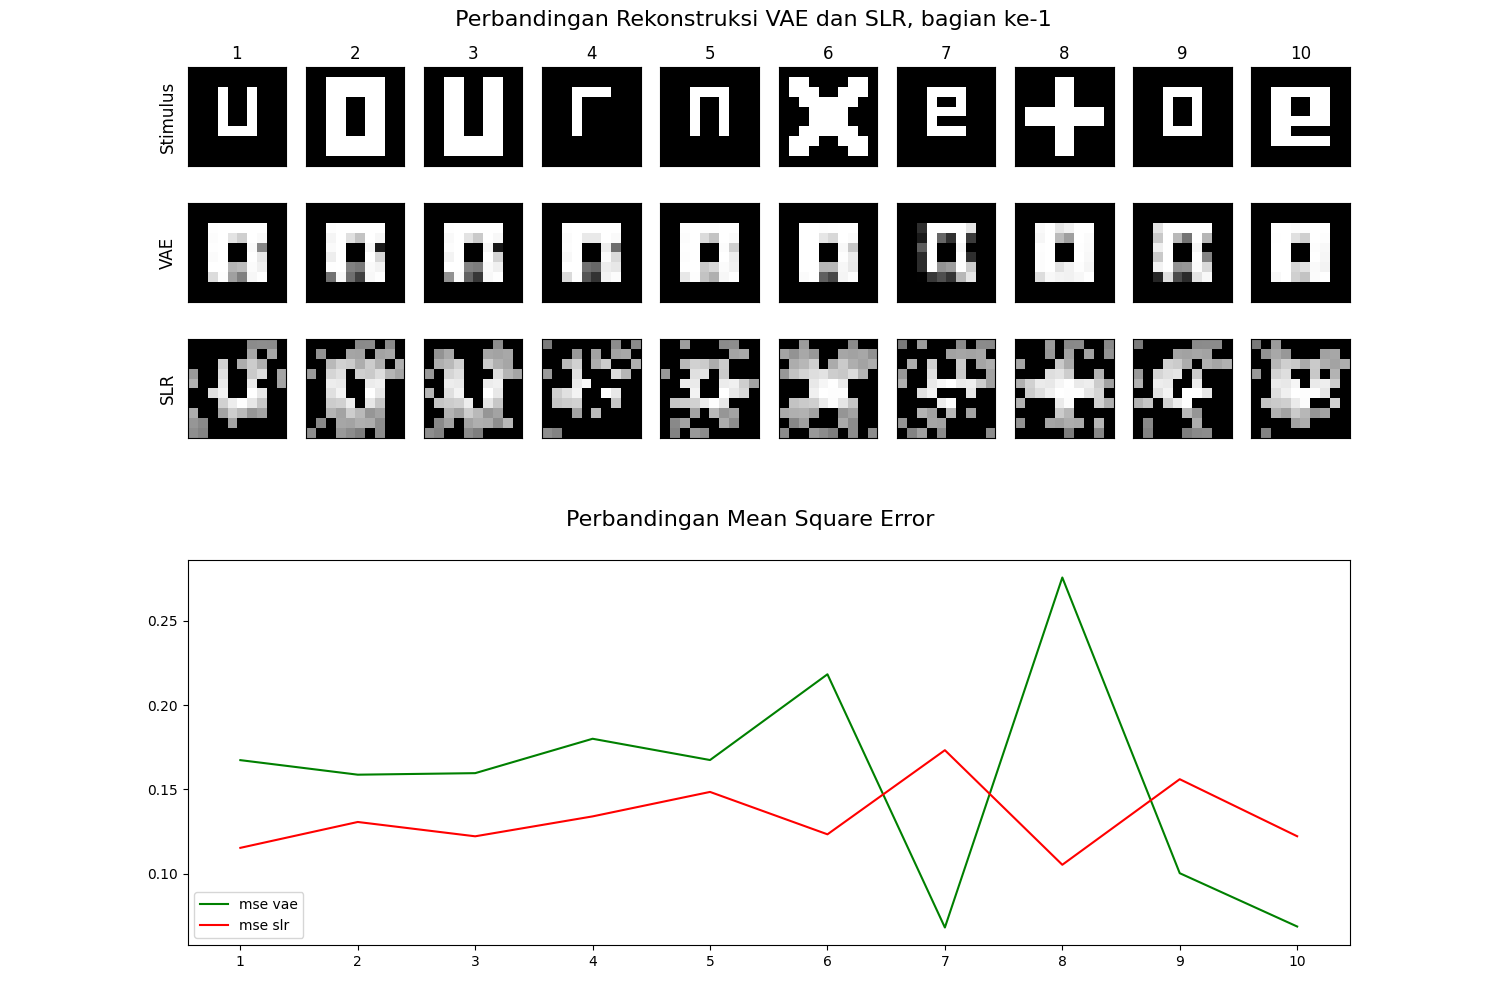 Perbandingan Rekonstruksi VAE dan SLR, bagian ke-1
1 2 3 4 5 6 7 8 9 10
Stimulus
u o u r n x e + o e
VAE
SLR
Perbandingan Mean Square Error
0.25
0.20
0.15
0.10
mse vae
mse slr
1 2 3 4 5 6 7 8 9 10